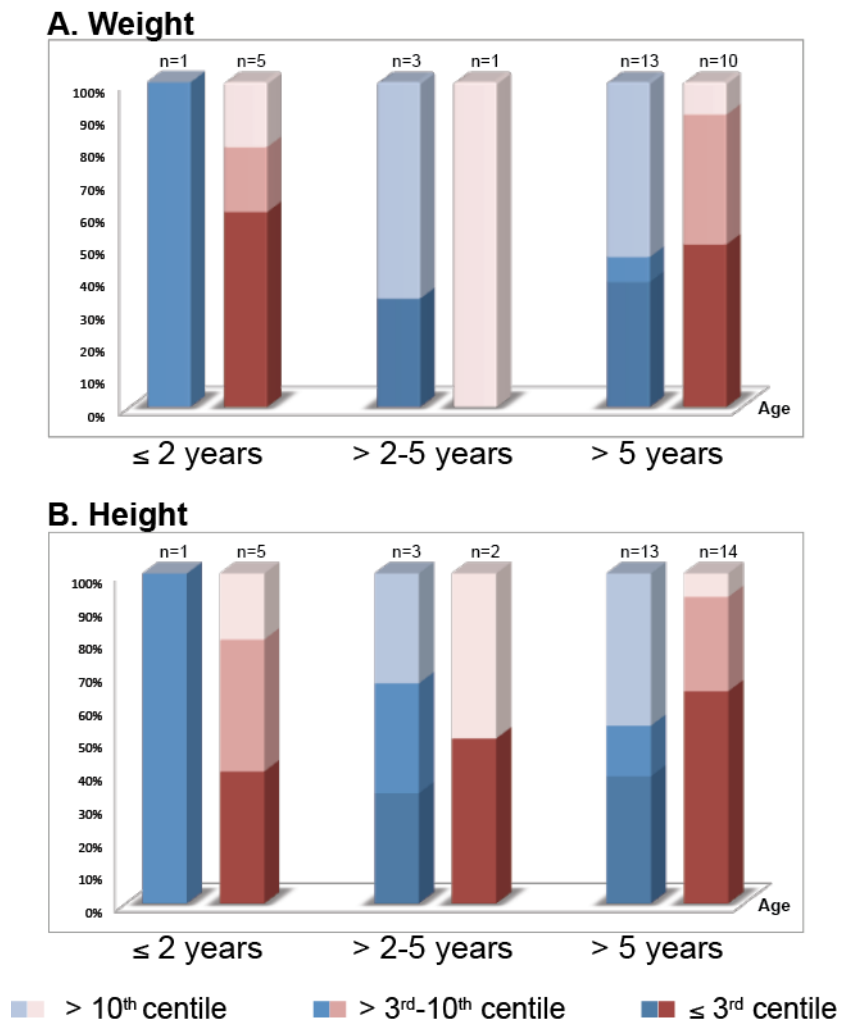 A. Weight
n=1 n=5 n=3 n=1 n=13 n=10
100%
90%
80%
70%
60%
50%
40%
30%
20%
10%
0%
Age
≤ 2 years > 2-5 years > 5 years
B. Height
n=1 n=5 n=3 n=2 n=13 n=14
100%
90%
80%
70%
60%
50%
40%
30%
20%
10%
0%
Age
≤ 2 years > 2-5 years > 5 years
> 10th centile > 3rd-10th centile ≤ 3rd centile